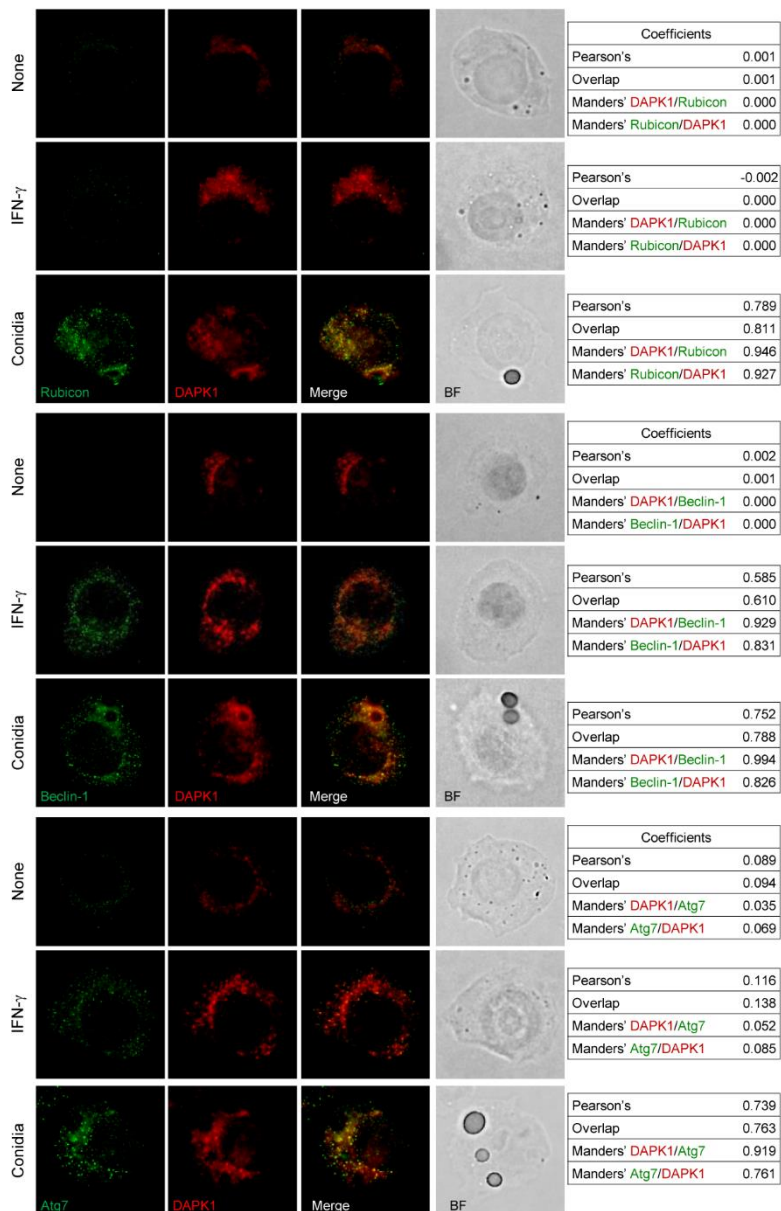 None
Coefficients
Pearson's 0.001
Overlap 0.001
Manders' DAPK1/Rubicon 0.000
Manders' Rubicon/DAPK1 0.000
IFN-γ
Pearson's -0.002
Overlap 0.000
Manders' DAPK1/Rubicon 0.000
Manders' Rubicon/DAPK1 0.000
Conidia
Rubicon DAPK1 Merge BF
Pearson's 0.789
Overlap 0.811
Manders' DAPK1/Rubicon 0.946
Manders' Rubicon/DAPK1 0.927
None
Coefficients
Pearson's 0.002
Overlap 0.001
Manders' DAPK1/Beclin-1 0.000
Manders' Beclin-1/DAPK1 0.000
IFN-γ
Pearson's 0.585
Overlap 0.610
Manders' DAPK1/Beclin-1 0.929
Manders' Beclin-1/DAPK1 0.831
Conidia
Beclin-1 DAPK1 Merge BF
Pearson's 0.752
Overlap 0.788
Manders' DAPK1/Beclin-1 0.994
Manders' Beclin-1/DAPK1 0.826
None
Coefficients
Pearson's 0.089
Overlap 0.094
Manders' DAPK1/Atg7 0.035
Manders' Atg7/DAPK1 0.069
IFN-γ
Pearson's 0.116
Overlap 0.138
Manders' DAPK1/Atg7 0.052
Manders' Atg7/DAPK1 0.085
Conidia
Atg7 DAPK1 Merge BF
Pearson's 0.739
Overlap 0.763
Manders' DAPK1/Atg7 0.919
Manders' Atg7/DAPK1 0.761